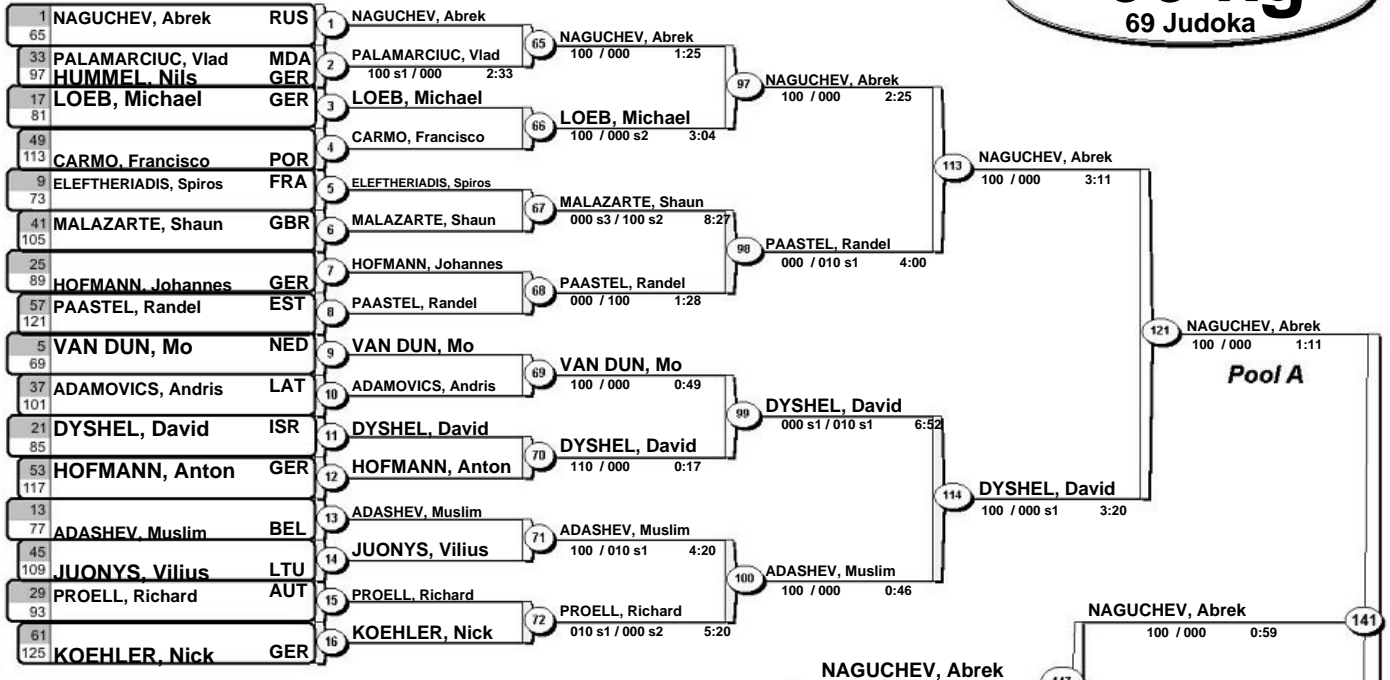 69 Judoka
1 NAGUCHEV, Abrek RUS
65
33 PALAMARCIUC, Vlad MDA
97 HUMMEL, Nils GER
17 LOEB, Michael GER
81
49
113 CARMO, Francisco POR
9 ELEFTHERIADIS, Spiros FRA
73
41 MALAZARTE, Shaun GBR
105
25
89 HOFMANN, Johannes GER
57 PAASTEL, Randel EST
121
5 VAN DUN, Mo NED
69
37 ADAMOVICS, Andris LAT
101
21 DYSHEL, David ISR
85
53 HOFMANN, Anton GER
117
13
77 ADASHEV, Muslim BEL
45
109 JUONYS, Vilius LTU
29 PROELL, Richard AUT
93
61
125 KOEHLER, Nick GER
1 NAGUCHEV, Abrek
2 PALAMARCIUC, Vlad
100 s1 / 000 2:33
3 LOEB, Michael
4 CARMO, Francisco
5 ELEFTHERIADIS, Spiros
6 MALAZARTE, Shaun
7 HOFMANN, Johannes
8 PAASTEL, Randel
9 VAN DUN, Mo
10 ADAMOVICS, Andris
11 DYSHEL, David
12 HOFMANN, Anton
13 ADASHEV, Muslim
14 JUONYS, Vilius
15 PROELL, Richard
16 KOEHLER, Nick
65 NAGUCHEV, Abrek
100 / 000 1:25
66 LOEB, Michael
100 / 000 s2 3:04
67 MALAZARTE, Shaun
000 s3 / 100 s2 8:27
68 PAASTEL, Randel
000 / 100 1:28
69 VAN DUN, Mo
100 / 000 0:49
70 DYSHEL, David
110 / 000 0:17
71 ADASHEV, Muslim
100 / 010 s1 4:20
72 PROELL, Richard
010 s1 / 000 s2 5:20
97 NAGUCHEV, Abrek
100 / 000 2:25
98 PAASTEL, Randel
000 / 010 s1 4:00
99 DYSHEL, David
000 s1 / 010 s1 6:52
100 ADASHEV, Muslim
100 / 000 0:46
113 NAGUCHEV, Abrek
100 / 000 3:11
114 DYSHEL, David
100 / 000 s1 3:20
121 NAGUCHEV, Abrek
100 / 000 1:11
Pool A
NAGUCHEV, Abrek 141
100 / 000 0:59
NAGUCHEV, Abrek